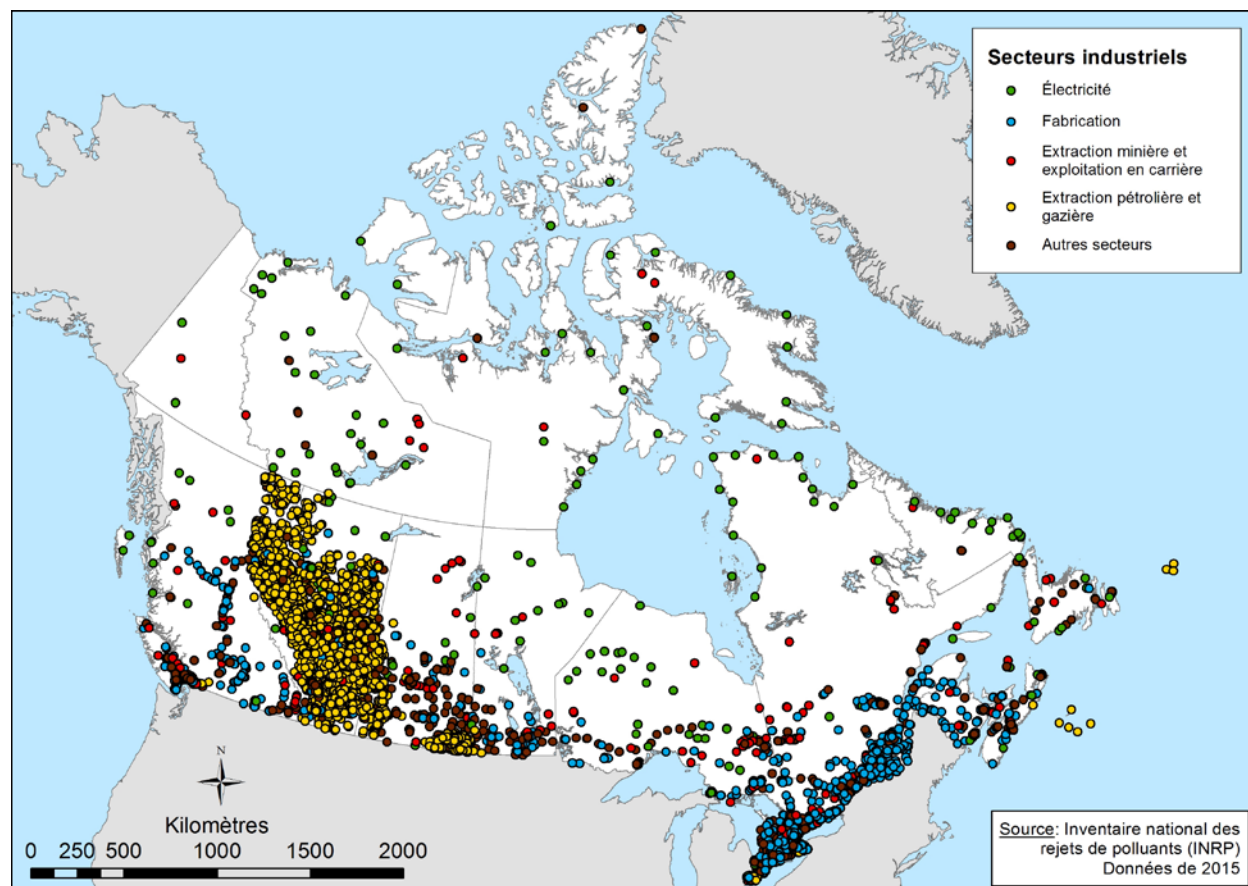 Secteurs industriels
Électricité
Fabrication
Extraction minière et
exploitation en carrière
Extraction pétrolière et
gazière
Autres secteurs
N
Kilomètres
0 250 500 1000 1500 2000
Source: Inventaire national des
rejets de polluants (INRP)
Données de 2015